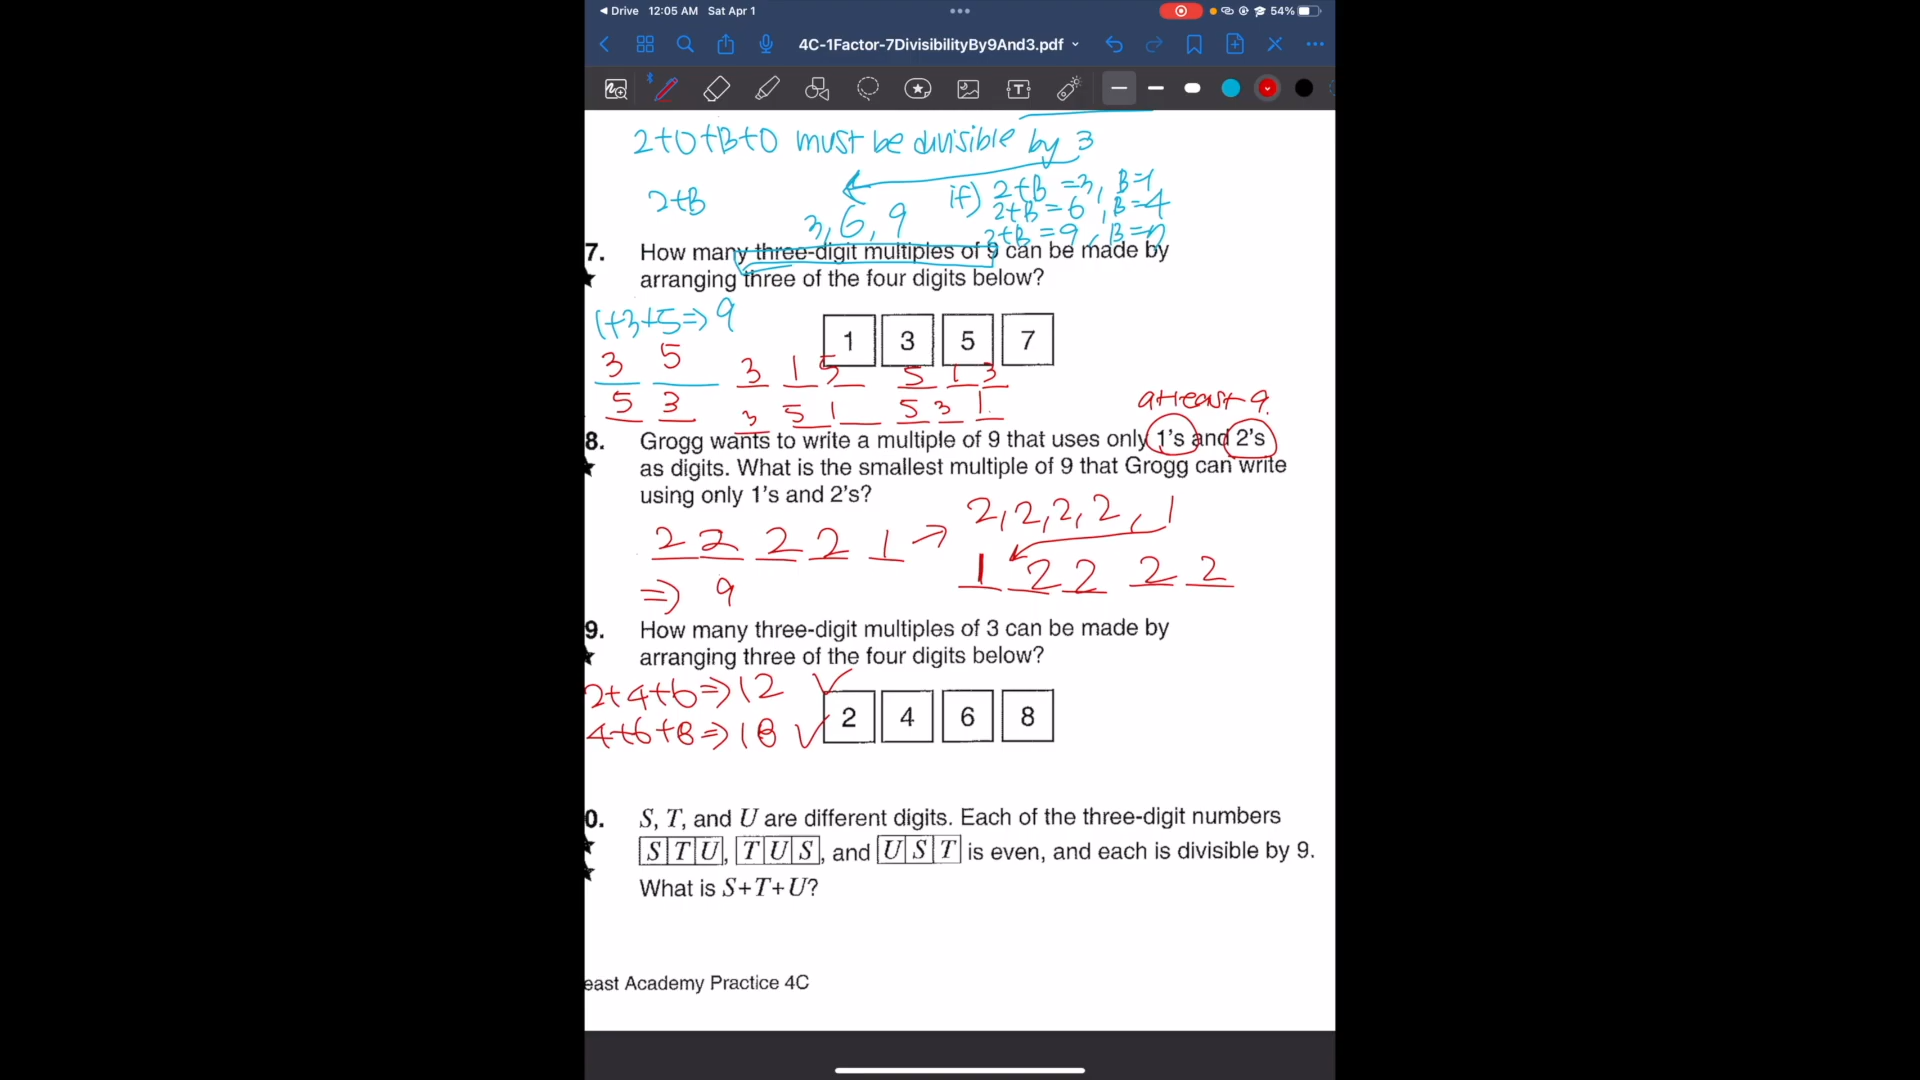 Drive 12:05 AM Sat Apr 1 54%
4C-1Factor-7DivisibilityBy9And3.pdf
2+0+B+0 must be divisible by 3
2+B
3, 6, 9
if) 2+B =3, B=1
2+B = 6, B=4
2+B = 9, B=7
7. How many three-digit multiples of 9 can be made by
arranging three of the four digits below?
1+3+5=> 9
1 3 5 7
3 5 3 1 5 5 1 3
5 3 3 5 1 5 3 1
at least 9.
8. Grogg wants to write a multiple of 9 that uses only 1's and 2's
as digits. What is the smallest multiple of 9 that Grogg can write
using only 1's and 2's?
2, 2, 2, 2, 1
2 2 2 2 1 →
1 2 2 2 2
=> 9
9. How many three-digit multiples of 3 can be made by
arranging three of the four digits below?
2+4+6=>12 ✓
4+6+8=>18 ✓
2 4 6 8
0. S, T, and U are different digits. Each of the three-digit numbers
S T U, T U S, and U S T is even, and each is divisible by 9.
What is S+T+U?
east Academy Practice 4C